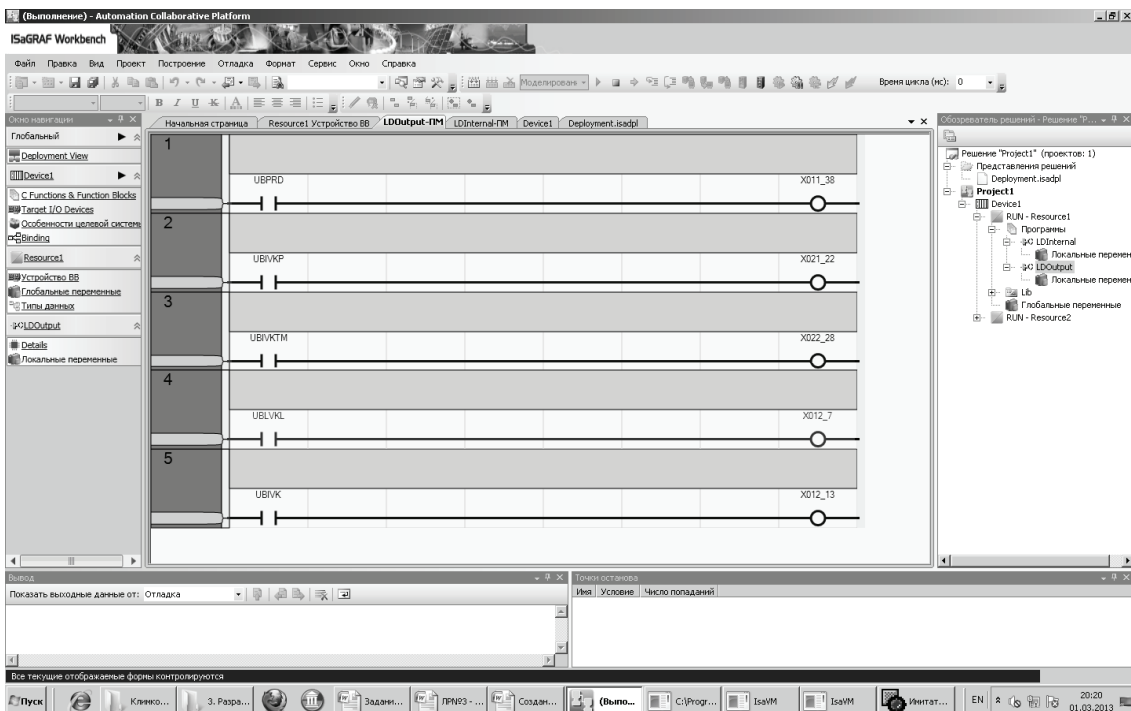 (Выполнение) - Automation Collaborative Platform
ISaGRAF Workbench
Файл Правка Вид Проект Построение Отладка Формат Сервис Окно Справка
Моделировани
Время цикла (нс): 0
B I U K A
Окно навигации
Глобальный
Deployment View
Device1
C Functions & Function Blocks
Target I/O Devices
Особенности целевой систем
Binding
Resource1
Устройство ВВ
Глобальные переменные
Типы данных
LDOutput
Details
Локальные переменные
Начальная страница Resource1 Устройство ВВ LDOutput-ПМ LDInternal-ПМ Device1 Deployment.isadpl
1
UBPRD X011_38
2
UBIVKP X021_22
3
UBIVKTM X022_28
4
UBLVKL X012_7
5
UBIVK X012_13
Обозреватель решений - Решение "P...
Решение "Project1" (проектов: 1)
Представления решений
Deployment.isadpl
Project1
Device1
RUN - Resource1
Программы
LDInternal
Локальные перемен
LDOutput
Локальные перемен
Lib
Глобальные переменные
RUN - Resource2
Вывод
Показать выходные данные от: Отладка
Точки останова
Имя Условие Число попаданий
Все текущие отображаемые формы контролируются
Пуск Клинко... 3. Разра... Задани... ЛР№3 - ... Создан... (Выпо... C:\Progr... IsaVM IsaVM Имитат... EN 20:20
01.03.2013